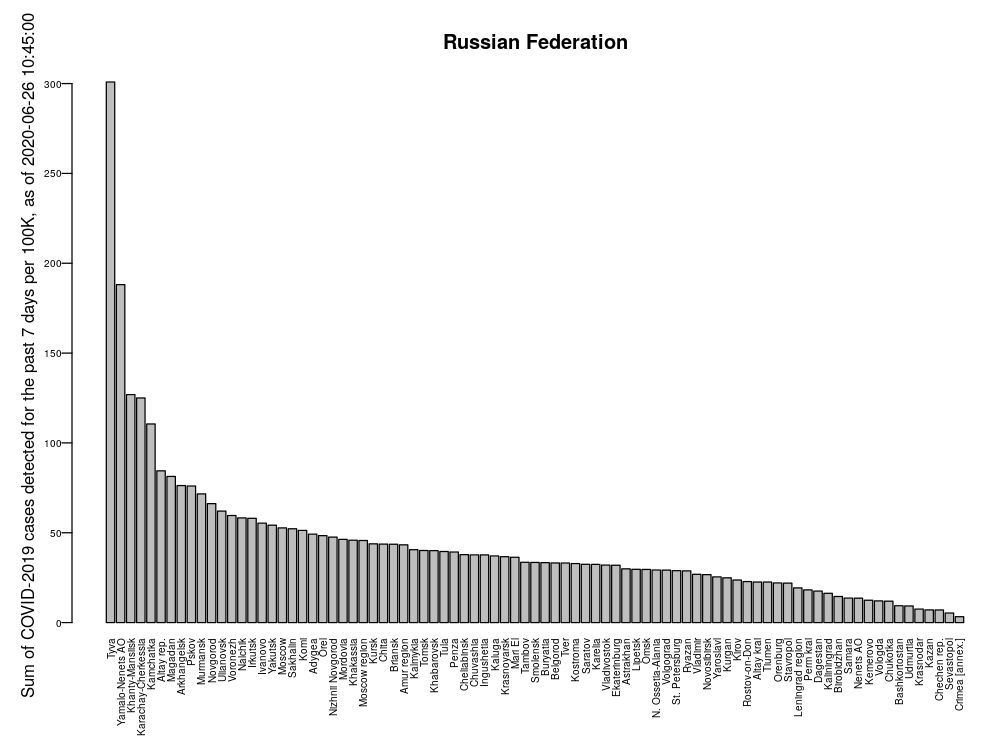 Russian Federation
Sum of COVID-2019 cases detected for the past 7 days per 100K, as of 2020-06-26 10:45:00
300
250
200
150
100
50
0
Tyva
Yamalo-Nenets AO
Khanty-Mansiisk
Karachay-Cherkessia
Kamchatka
Altay rep.
Magadan
Arkhangelsk
Pskov
Murmansk
Novgorod
Ulianovsk
Voronezh
Nalchik
Irkutsk
Ivanovo
Yakutsk
Moscow
Sakhalin
Komi
Adygea
Orel
Nizhnii Novgorod
Mordovia
Khakassia
Moscow region
Kursk
Chita
Briansk
Amur region
Kalmykia
Tomsk
Khabarovsk
Tula
Penza
Cheliabinsk
Chuvashia
Ingushetia
Kaluga
Krasnoyarsk
Mari El
Tambov
Smolensk
Buryatia
Belgorod
Tver
Kostroma
Saratov
Karelia
Vladivostok
Ekaterinburg
Astrakhan
Lipetsk
Omsk
N. Ossetia-Alania
Volgograd
St. Petersburg
Riazan
Vladimir
Novosibirsk
Yaroslavl
Kurgan
Kirov
Rostov-on-Don
Altay krai
Tiumen
Orenburg
Stavropol
Leningrad region
Perm krai
Dagestan
Kaliningrad
Birobidzhan
Samara
Nenets AO
Kemerovo
Vologda
Chukotka
Bashkortostan
Udmurtia
Krasnodar
Kazan
Chechen rep.
Sevastopol
Crimea [annex.]